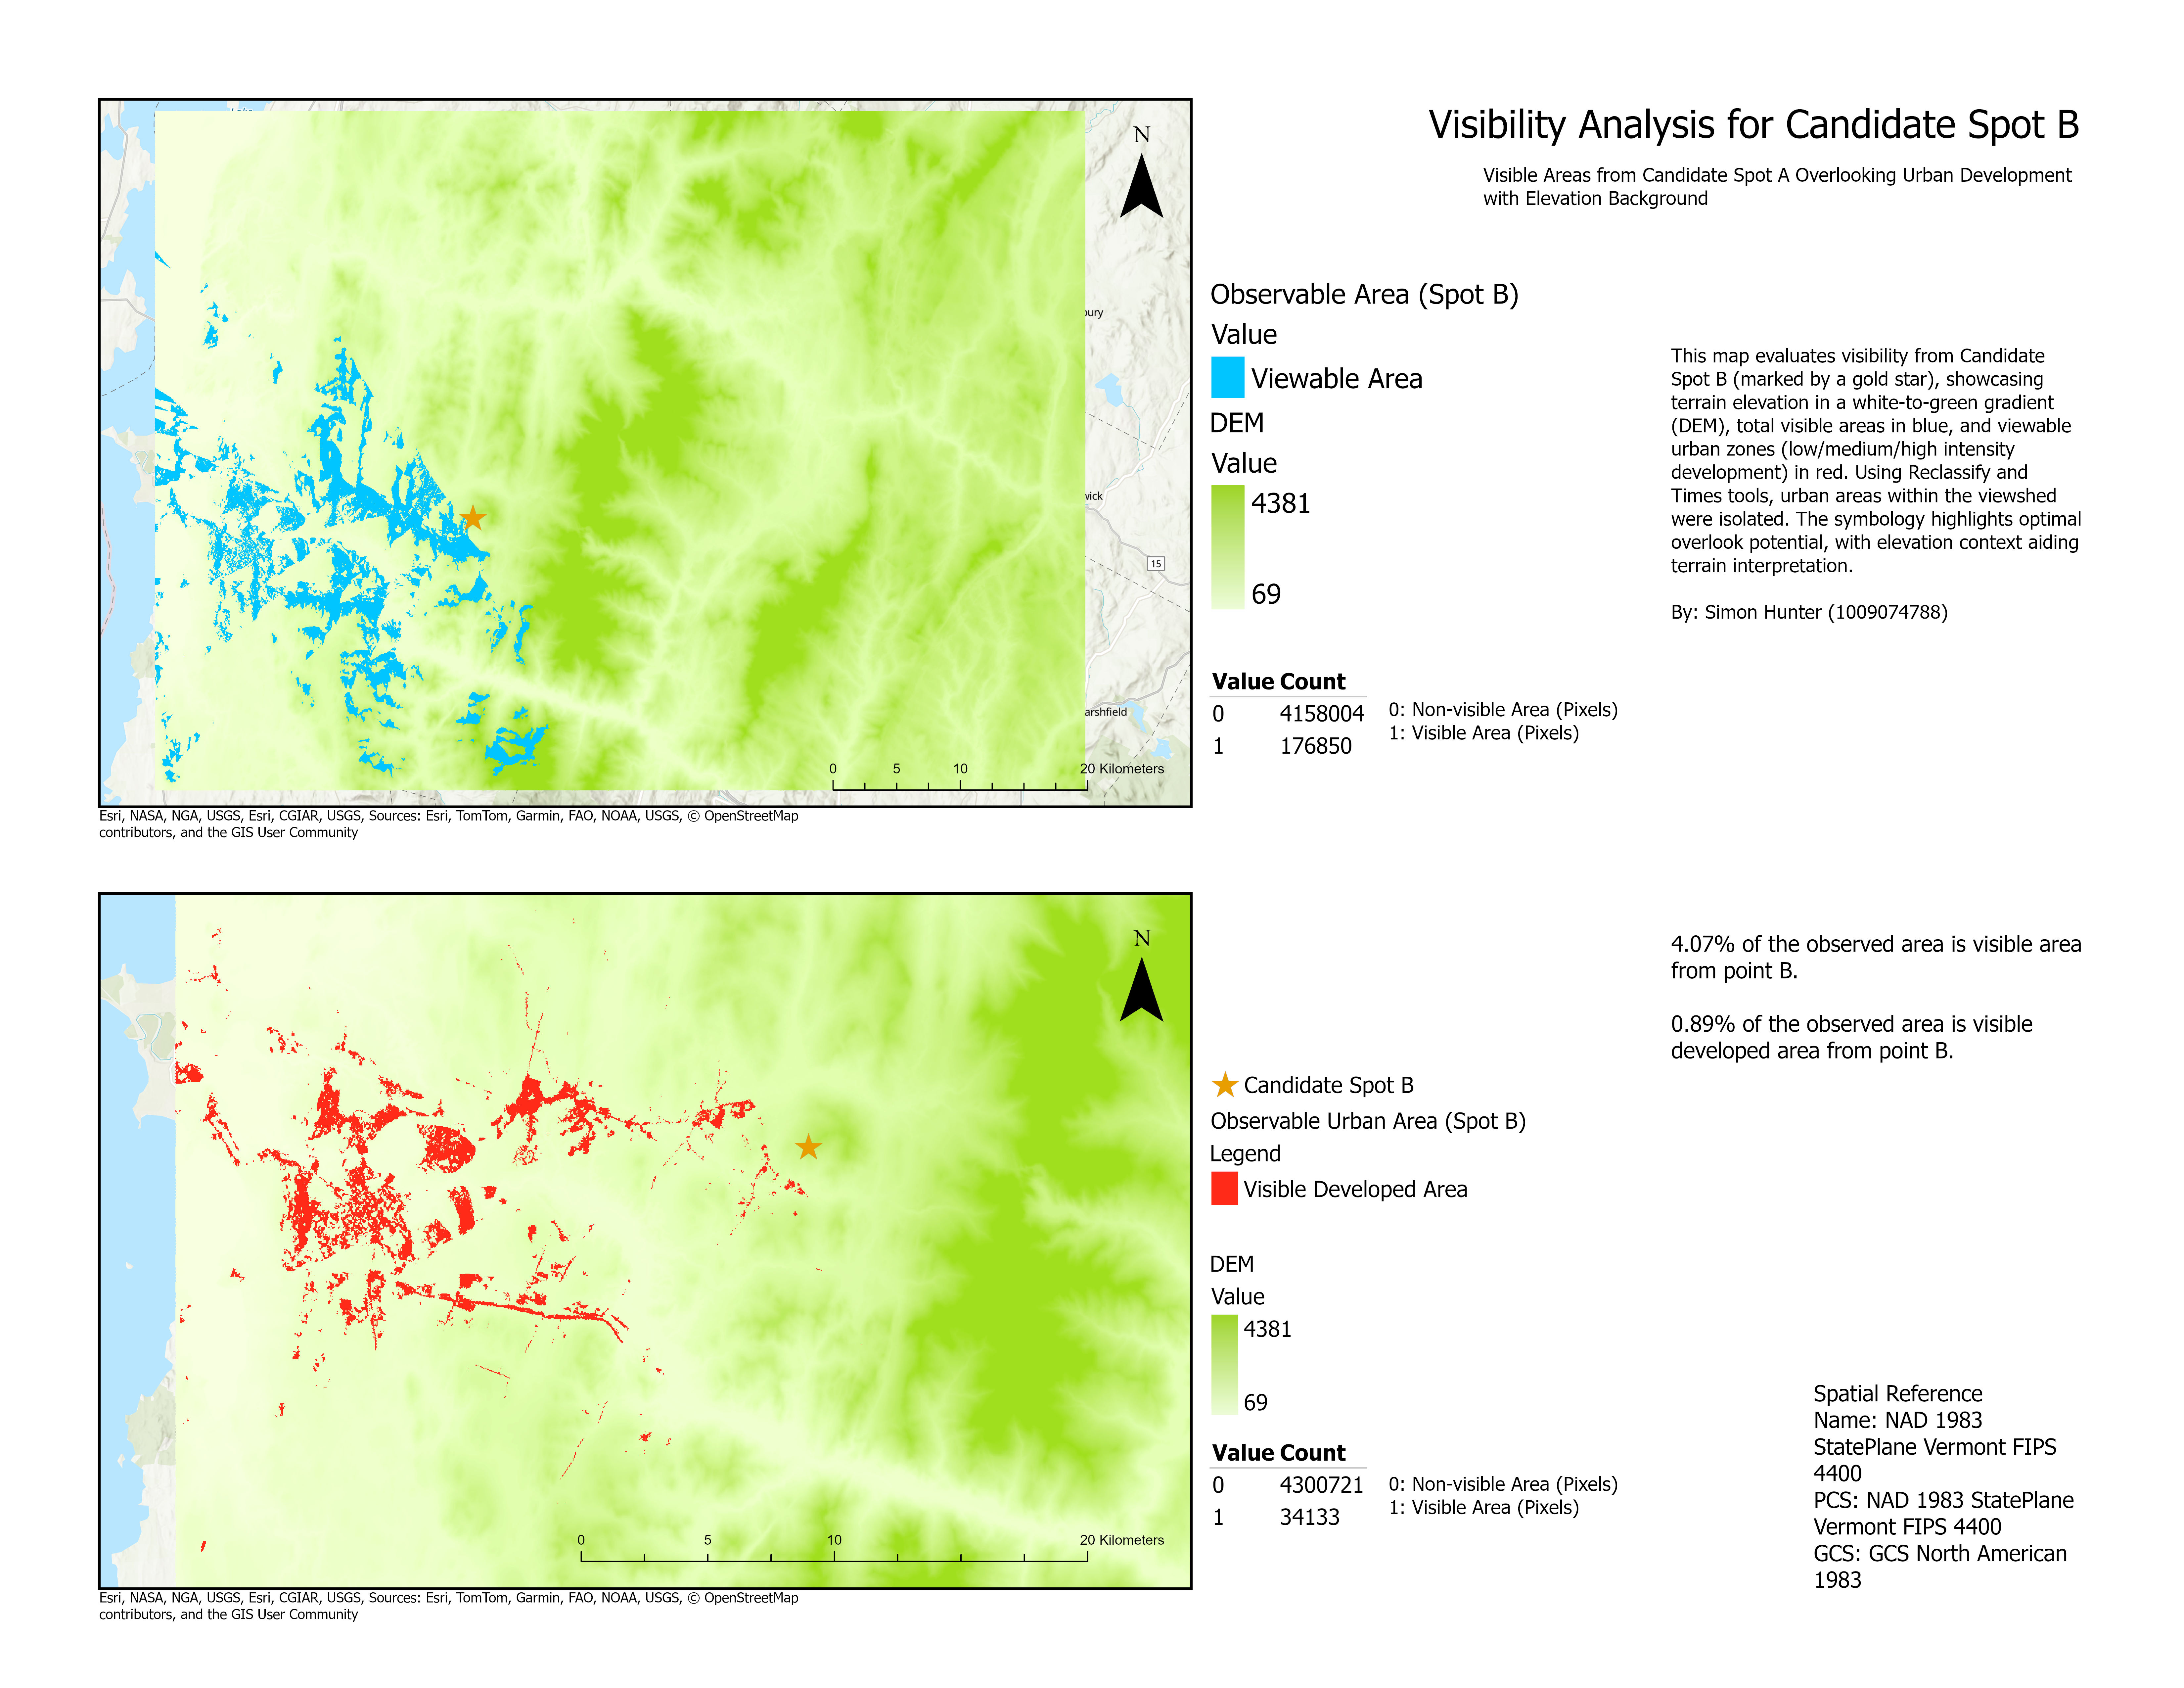 Visibility Analysis for Candidate Spot B
Visible Areas from Candidate Spot A Overlooking Urban Development
with Elevation Background
N
bury
wick
15
arshfield
0 5 10 20 Kilometers
Esri, NASA, NGA, USGS, Esri, CGIAR, USGS, Sources: Esri, TomTom, Garmin, FAO, NOAA, USGS, © OpenStreetMap
contributors, and the GIS User Community
Observable Area (Spot B)
Value
Viewable Area
DEM
Value
4381
69
Value Count
0 4158004
1 176850
0: Non-visible Area (Pixels)
1: Visible Area (Pixels)
This map evaluates visibility from Candidate
Spot B (marked by a gold star), showcasing
terrain elevation in a white-to-green gradient
(DEM), total visible areas in blue, and viewable
urban zones (low/medium/high intensity
development) in red. Using Reclassify and
Times tools, urban areas within the viewshed
were isolated. The symbology highlights optimal
overlook potential, with elevation context aiding
terrain interpretation.
By: Simon Hunter (1009074788)
N
0 5 10 20 Kilometers
Esri, NASA, NGA, USGS, Esri, CGIAR, USGS, Sources: Esri, TomTom, Garmin, FAO, NOAA, USGS, © OpenStreetMap
contributors, and the GIS User Community
4.07% of the observed area is visible area
from point B.
0.89% of the observed area is visible
developed area from point B.
Candidate Spot B
Observable Urban Area (Spot B)
Legend
Visible Developed Area
DEM
Value
4381
69
Value Count
0 4300721
1 34133
0: Non-visible Area (Pixels)
1: Visible Area (Pixels)
Spatial Reference
Name: NAD 1983
StatePlane Vermont FIPS
4400
PCS: NAD 1983 StatePlane
Vermont FIPS 4400
GCS: GCS North American
1983